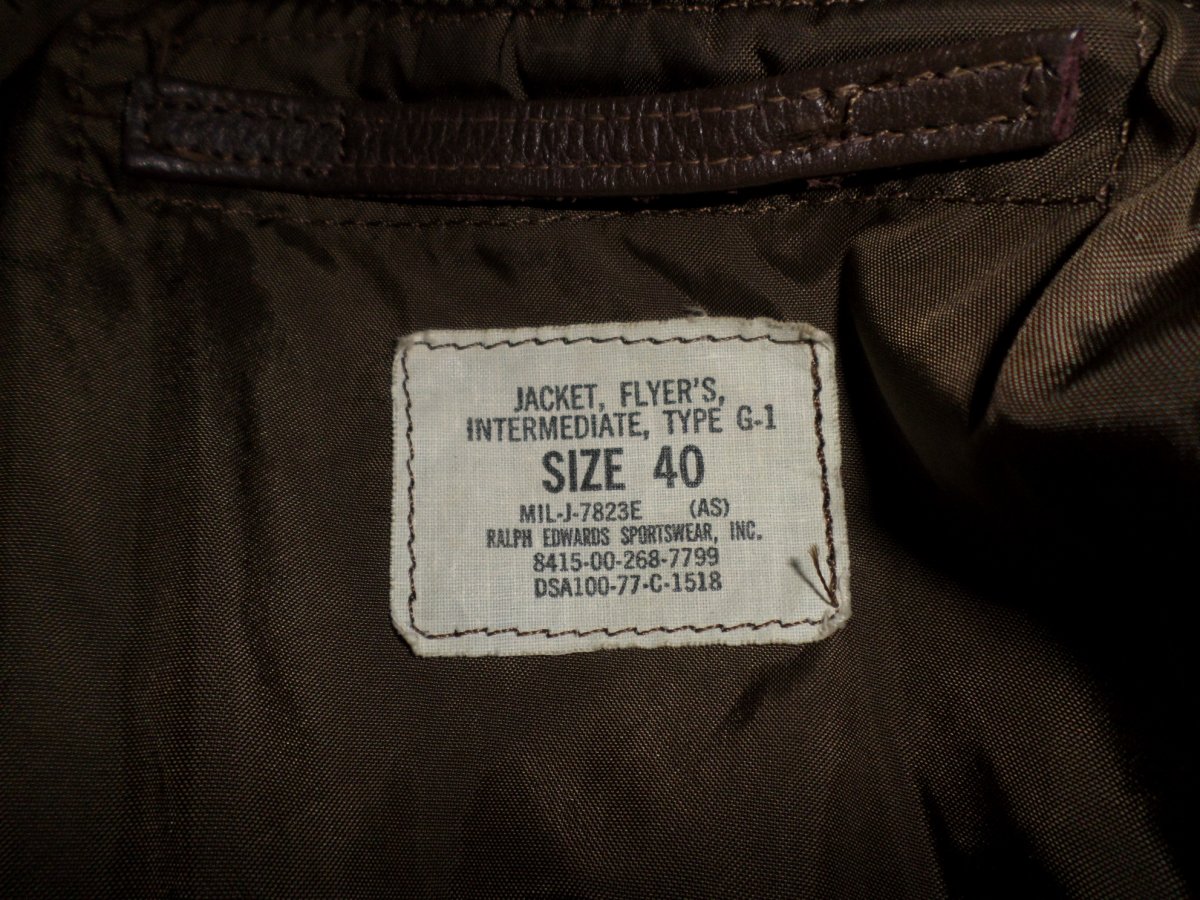 JACKET, FLYER'S,
INTERMEDIATE, TYPE G-1
SIZE 40
MIL-J-7823E (AS)
RALPH EDWARDS SPORTSWEAR, INC.
8415-00-268-7799
DSA100-77-C-1518